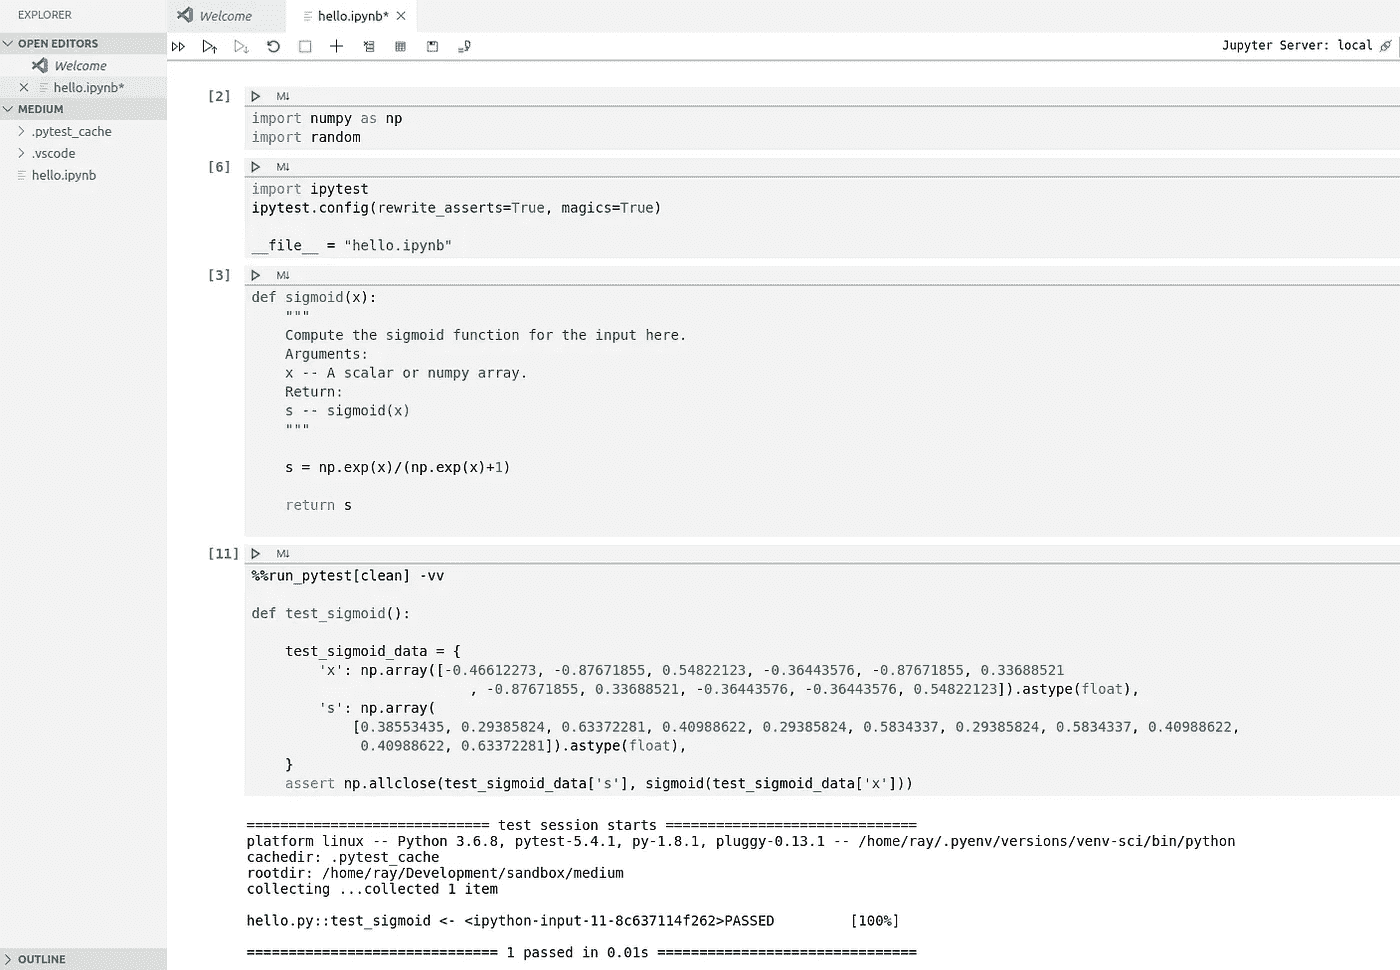 EXPLORER
OPEN EDITORS
Welcome
hello.ipynb*
MEDIUM
.pytest_cache
.vscode
hello.ipynb
OUTLINE
Welcome
hello.ipynb*
Jupyter Server: local
[2]
M↓
import numpy as np
import random
[6]
M↓
import ipytest
ipytest.config(rewrite_asserts=True, magics=True)
__file__ = "hello.ipynb"
[3]
M↓
def sigmoid(x):
    """
    Compute the sigmoid function for the input here.
    Arguments:
    x -- A scalar or numpy array.
    Return:
    s -- sigmoid(x)
    """
    s = np.exp(x)/(np.exp(x)+1)
    return s
[11]
M↓
%%run_pytest[clean] -vv
def test_sigmoid():
    test_sigmoid_data = {
        'x': np.array([-0.46612273, -0.87671855, 0.54822123, -0.36443576, -0.87671855, 0.33688521
                          , -0.87671855, 0.33688521, -0.36443576, -0.36443576, 0.54822123]).astype(float),
        's': np.array(
            [0.38553435, 0.29385824, 0.63372281, 0.40988622, 0.29385824, 0.5834337, 0.29385824, 0.5834337, 0.40988622,
             0.40988622, 0.63372281]).astype(float),
    }
    assert np.allclose(test_sigmoid_data['s'], sigmoid(test_sigmoid_data['x']))
============================= test session starts ==============================
platform linux -- Python 3.6.8, pytest-5.4.1, py-1.8.1, pluggy-0.13.1 -- /home/ray/.pyenv/versions/venv-sci/bin/python
cachedir: .pytest_cache
rootdir: /home/ray/Development/sandbox/medium
collecting ...collected 1 item
hello.py::test_sigmoid <- <ipython-input-11-8c637114f262>PASSED         [100%]
============================== 1 passed in 0.01s ===============================